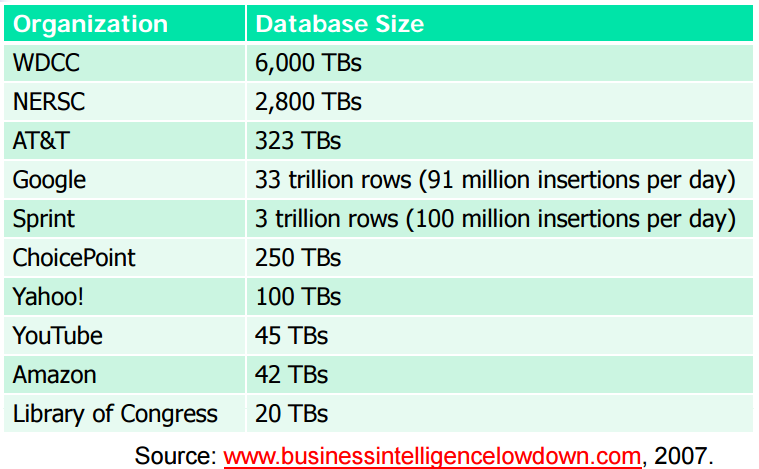 Organization Database Size
WDCC 6,000 TBs
NERSC 2,800 TBs
AT&T 323 TBs
Google 33 trillion rows (91 million insertions per day)
Sprint 3 trillion rows (100 million insertions per day)
ChoicePoint 250 TBs
Yahoo! 100 TBs
YouTube 45 TBs
Amazon 42 TBs
Library of Congress 20 TBs
Source: www.businessintelligencelowdown.com, 2007.